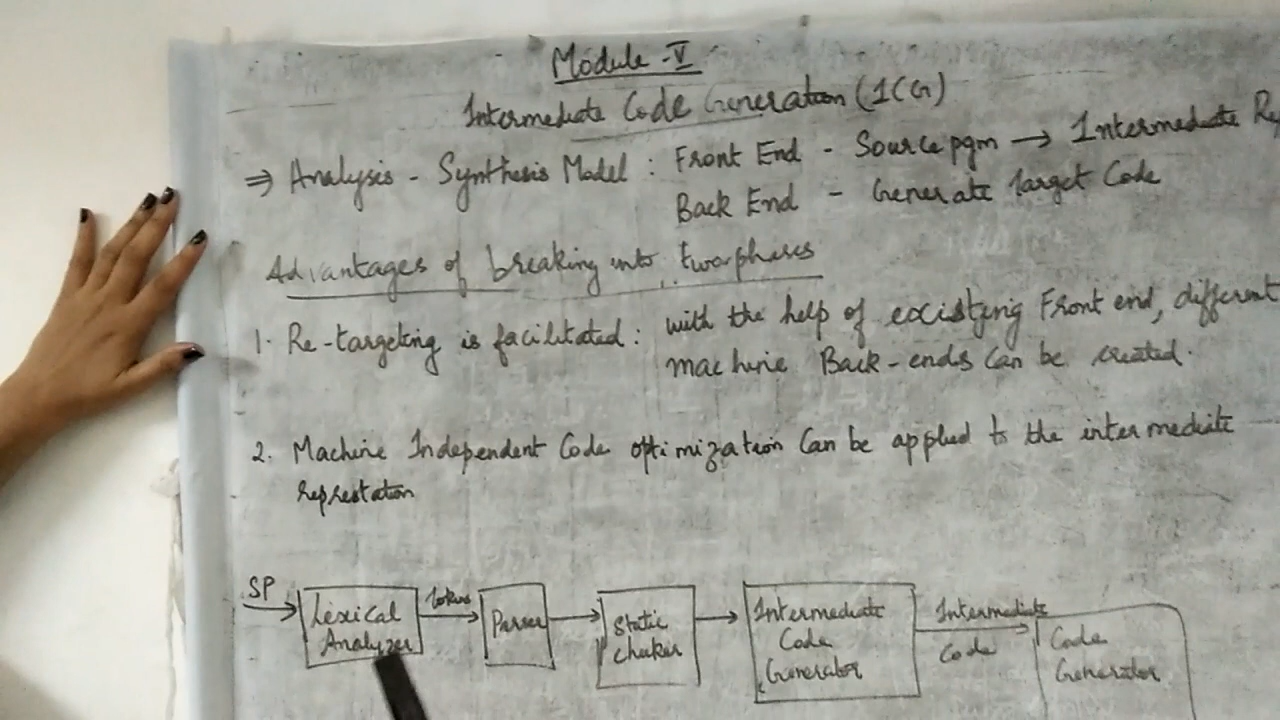 Module - V
Intermediate Code Generation (ICG)
⇒ Analysis - Synthesis Model : Front End - Source pgm → Intermediate Re
Back End - Generate target Code
Advantages of breaking into two phases
1. Re-targeting is facilitated : with the help of existing Front end, different
machine Back-ends can be created.
2. Machine Independent Code optimization Can be applied to the intermediate
represtation
SP
Lexical
Analyzer
tokens
Parser
Static
checker
Intermediate
Code
Generator
Intermediate
Code
Code
Generator